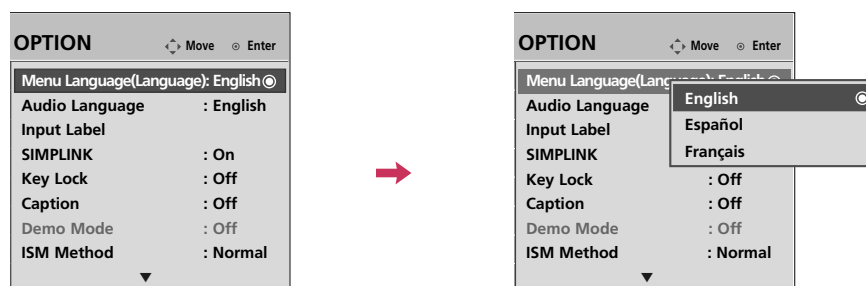 OPTION Move Enter
Menu Language(Language): English
Audio Language : English
Input Label
SIMPLINK : On
Key Lock : Off
Caption : Off
Demo Mode : Off
ISM Method : Normal
OPTION Move Enter
Menu Language(Language): English
English
Audio Language
Español
Input Label
Français
SIMPLINK
Key Lock : Off
Caption : Off
Demo Mode : Off
ISM Method : Normal